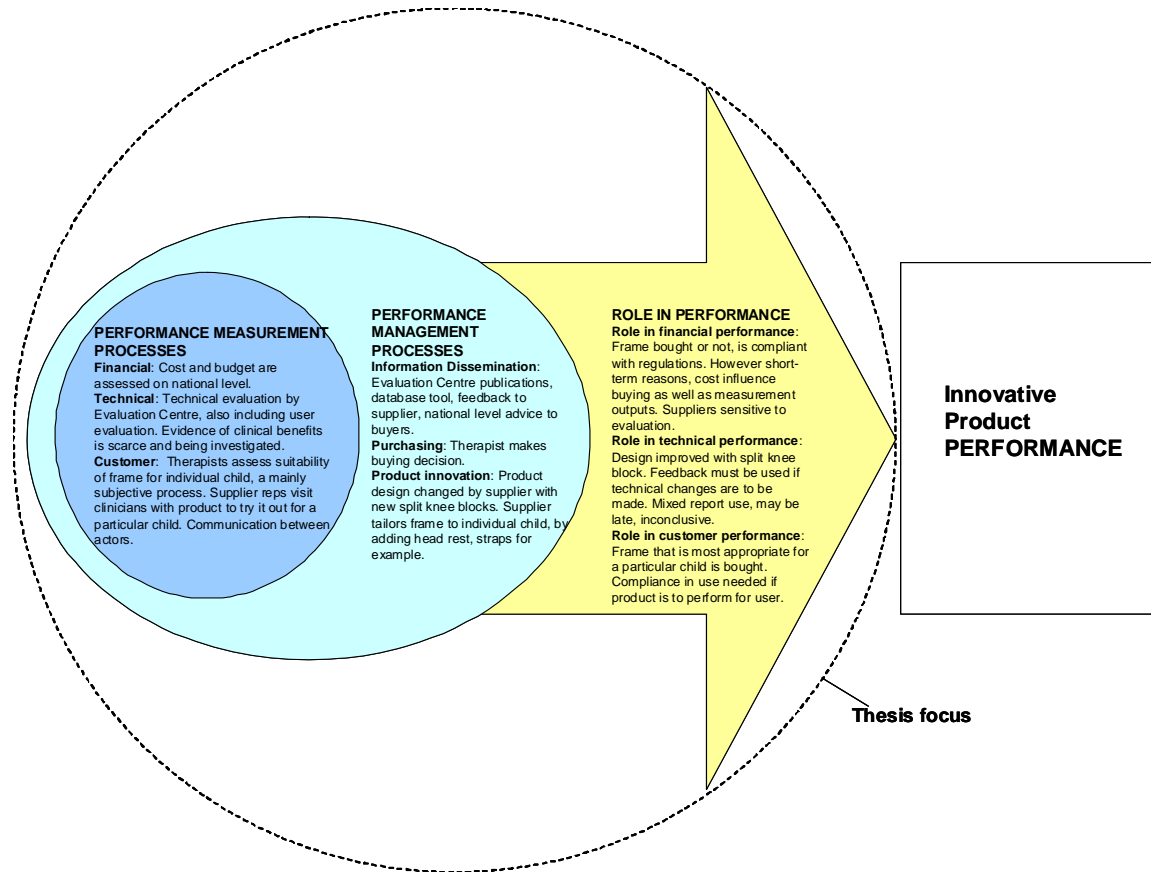 PERFORMANCE MEASUREMENT
PROCESSES
Financial: Cost and budget are
assessed on national level.
Technical: Technical evaluation by
Evaluation Centre, also including user
evaluation. Evidence of clinical benefits
is scarce and being investigated.
Customer:  Therapists assess suitability
of frame for individual child, a mainly
subjective process. Supplier reps visit
clinicians with product to try it out for a
particular child. Communication between
actors.
PERFORMANCE
MANAGEMENT
PROCESSES
Information Dissemination:
Evaluation Centre publications,
database tool, feedback to
supplier, national level advice to
buyers.
Purchasing: Therapist makes
buying decision.
Product innovation: Product
design changed by supplier with
new split knee blocks. Supplier
tailors frame to individual child, by
adding head rest, straps for
example.
ROLE IN PERFORMANCE
Role in financial performance:
Frame bought or not, is compliant
with regulations. However short-
term reasons, cost influence
buying as well as measurement
outputs. Suppliers sensitive to
evaluation.
Role in technical performance:
Design improved with split knee
block. Feedback must be used if
technical changes are to be
made. Mixed report use, may be
late, inconclusive.
Role in customer performance:
Frame that is most appropriate for
a particular child is bought.
Compliance in use needed if
product is to perform for user.
Innovative
Product
PERFORMANCE
Thesis focus